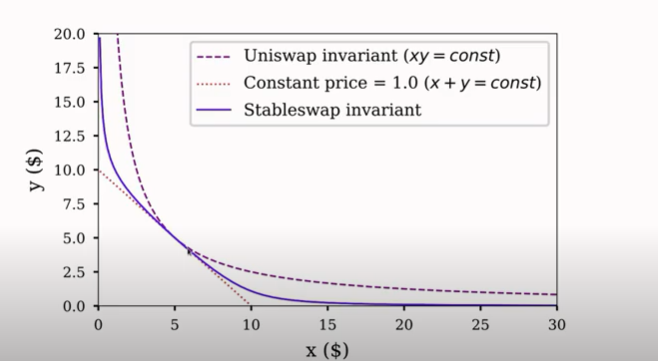 20.0
17.5
15.0
12.5
10.0
7.5
5.0
2.5
0.0
y ($)
Uniswap invariant (xy = const)
Constant price = 1.0 (x + y = const)
Stableswap invariant
0 5 10 15 20 25 30
x ($)